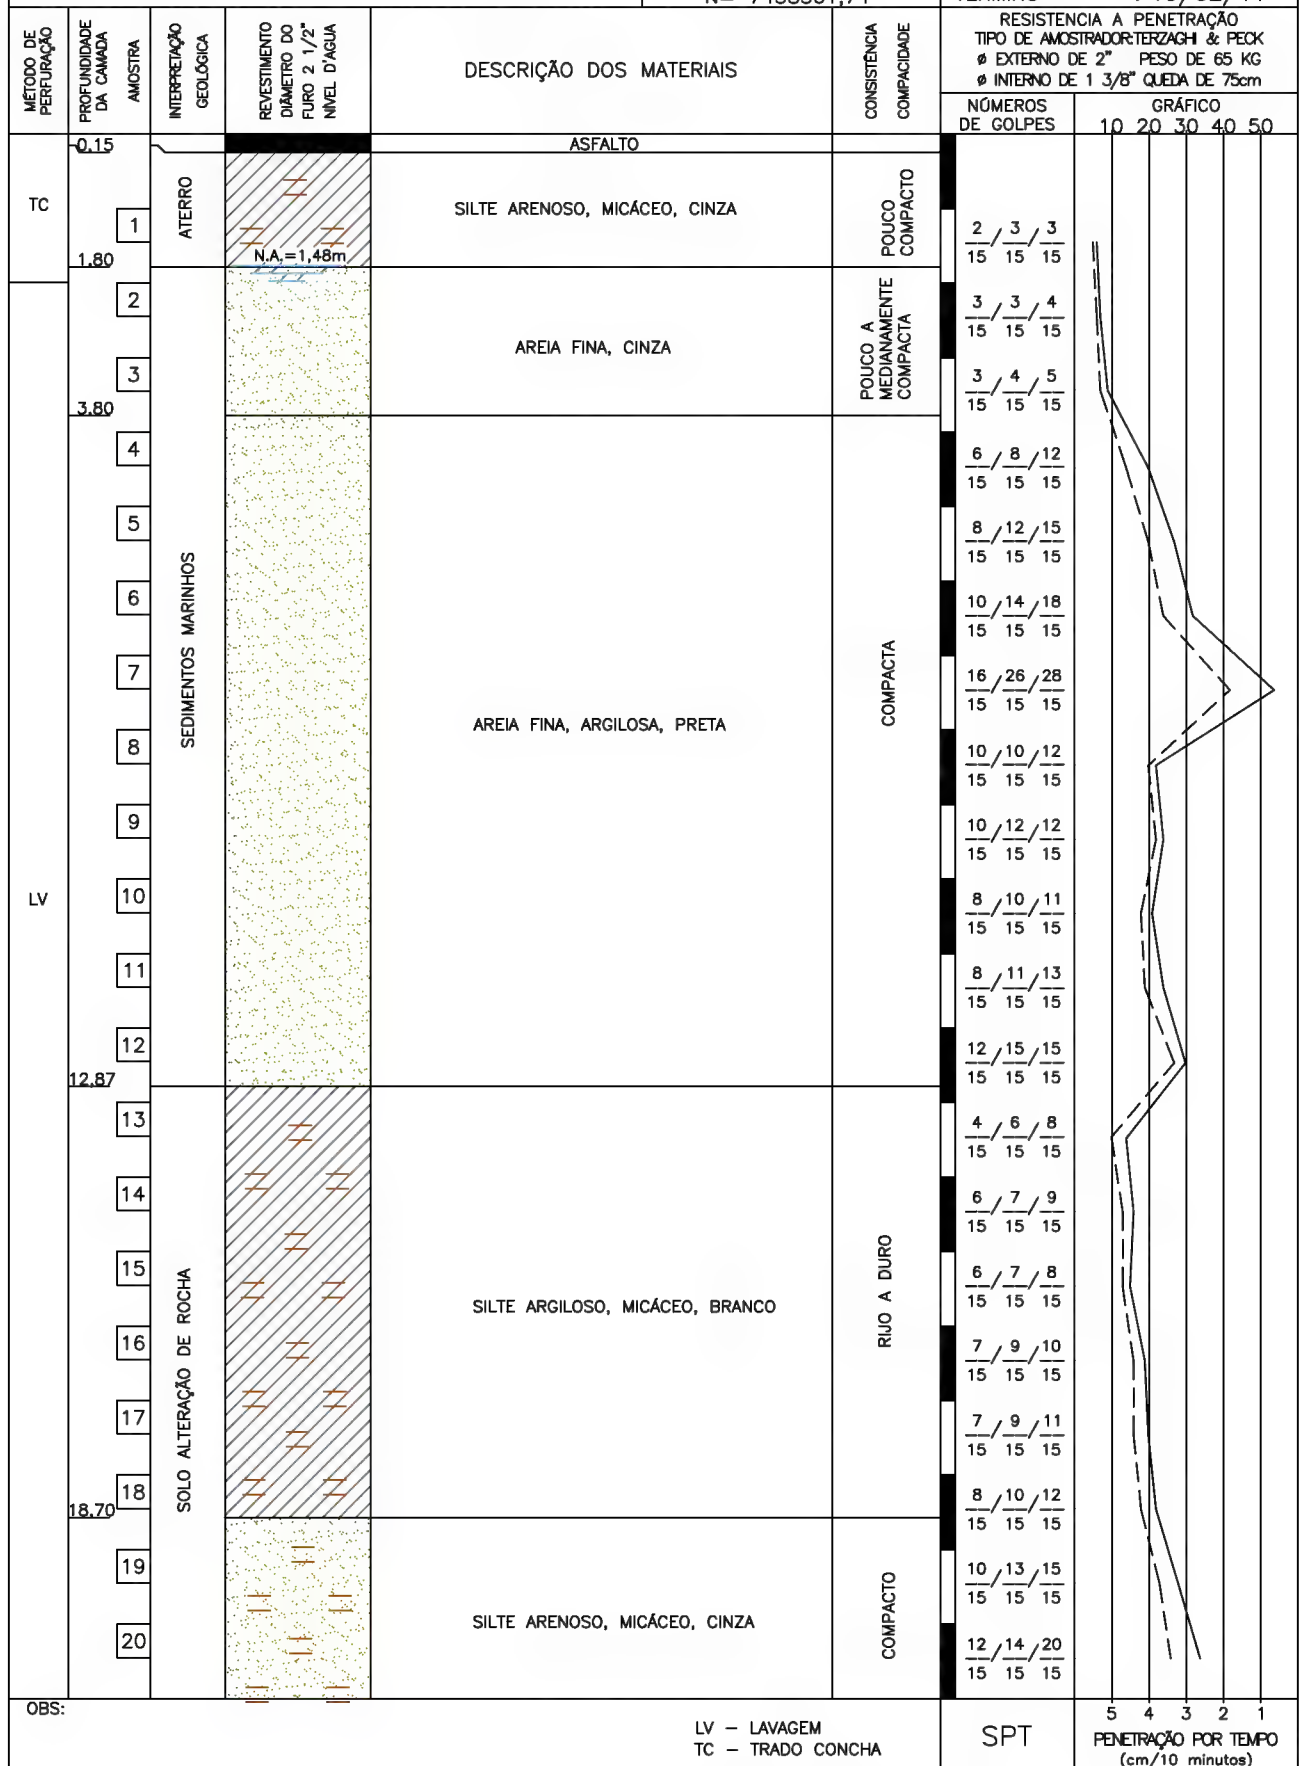 MÉTODO DE PERFURAÇÃO
PROFUNDIDADE DA CAMADA
AMOSTRA
INTERPRETAÇÃO GEOLÓGICA
REVESTIMENTO
DIÂMETRO DO
FURO 2 1/2"
NÍVEL D'ÁGUA
DESCRIÇÃO DOS MATERIAIS
CONSISTÊNCIA
COMPACIDADE
RESISTENCIA A PENETRAÇÃO
TIPO DE AMOSTRADOR:TERZAGHI & PECK
ø EXTERNO DE 2" PESO DE 65 KG
ø INTERNO DE 1 3/8" QUEDA DE 75cm
NÚMEROS DE GOLPES
GRÁFICO
10 20 30 40 50
0.15
ASFALTO
TC
1
ATERRO
SILTE ARENOSO, MICÁCEO, CINZA
POUCO COMPACTO
2/15 / 3/15 / 3/15
N.A.=1,48m
1.80
2
3/15 / 3/15 / 4/15
AREIA FINA, CINZA
POUCO A MEDIANAMENTE COMPACTA
3
3/15 / 4/15 / 5/15
3.80
4
6/15 / 8/15 / 12/15
5
8/15 / 12/15 / 15/15
6
10/15 / 14/15 / 18/15
SEDIMENTOS MARINHOS
7
16/15 / 26/15 / 28/15
AREIA FINA, ARGILOSA, PRETA
COMPACTA
8
10/15 / 10/15 / 12/15
9
10/15 / 12/15 / 12/15
LV
10
8/15 / 10/15 / 11/15
11
8/15 / 11/15 / 13/15
12
12/15 / 15/15 / 15/15
12.87
13
4/15 / 6/15 / 8/15
14
6/15 / 7/15 / 9/15
15
6/15 / 7/15 / 8/15
SOLO ALTERAÇÃO DE ROCHA
SILTE ARGILOSO, MICÁCEO, BRANCO
RIJO A DURO
16
7/15 / 9/15 / 10/15
17
7/15 / 9/15 / 11/15
18
8/15 / 10/15 / 12/15
18.70
19
10/15 / 13/15 / 15/15
SILTE ARENOSO, MICÁCEO, CINZA
COMPACTO
20
12/15 / 14/15 / 20/15
OBS:
LV – LAVAGEM
TC – TRADO CONCHA
SPT
5 4 3 2 1
PENETRAÇÃO POR TEMPO
(cm/10 minutos)